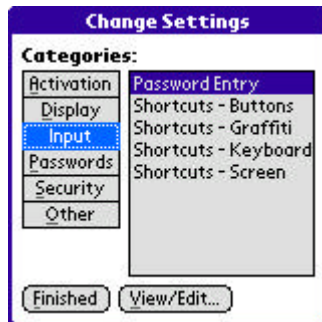 Change Settings
Categories:
Activation
Display
Input
Passwords
Security
Other
Password Entry
Shortcuts - Buttons
Shortcuts - Graffiti
Shortcuts - Keyboard
Shortcuts - Screen
Finished
View/Edit...